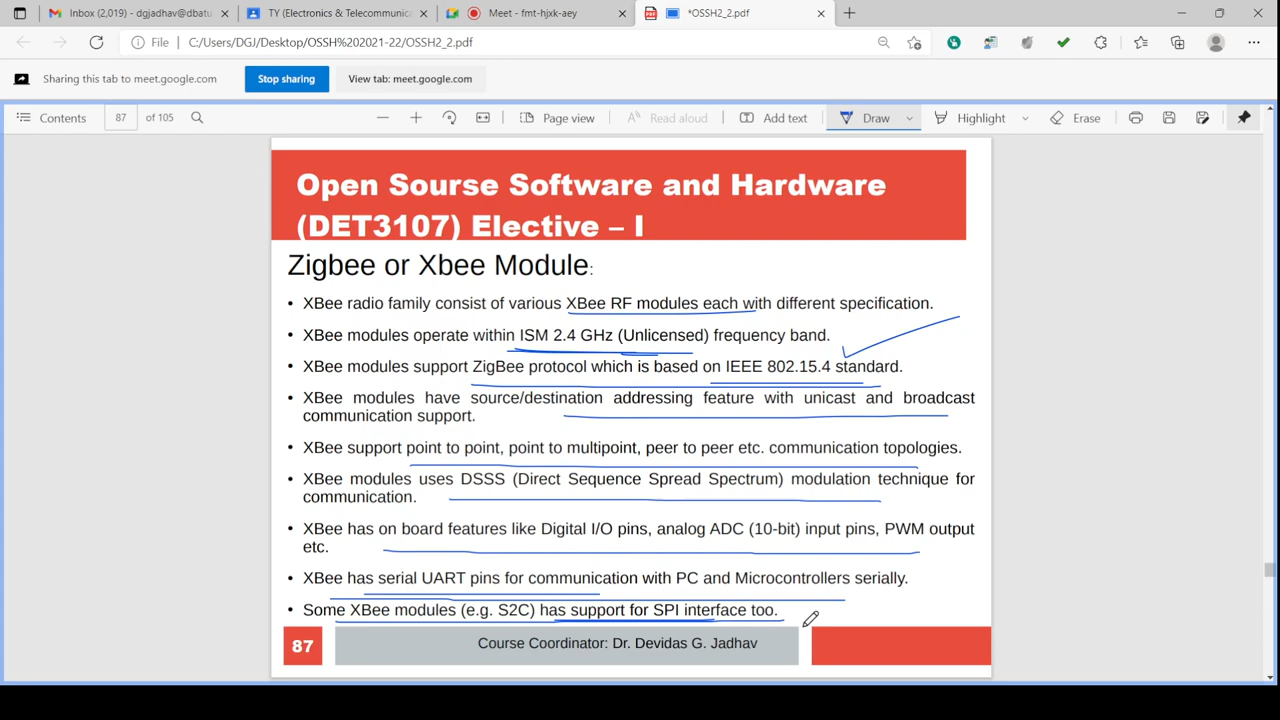 Inbox (2,019) - dgjadhav@dbatu
TY (Electronics & Telecommunica
Meet - fmt-hjxk-aey
*OSSH2_2.pdf
File
C:/Users/DGJ/Desktop/OSSH%202021-22/OSSH2_2.pdf
Sharing this tab to meet.google.com
Stop sharing
View tab: meet.google.com
Contents
87
of 105
Page view
Read aloud
Add text
Draw
Highlight
Erase
Open Sourse Software and Hardware
(DET3107) Elective – I
Zigbee or Xbee Module:
• XBee radio family consist of various XBee RF modules each with different specification.
• XBee modules operate within ISM 2.4 GHz (Unlicensed) frequency band.
• XBee modules support ZigBee protocol which is based on IEEE 802.15.4 standard.
• XBee modules have source/destination addressing feature with unicast and broadcast
communication support.
• XBee support point to point, point to multipoint, peer to peer etc. communication topologies.
• XBee modules uses DSSS (Direct Sequence Spread Spectrum) modulation technique for
communication.
• XBee has on board features like Digital I/O pins, analog ADC (10-bit) input pins, PWM output
etc.
• XBee has serial UART pins for communication with PC and Microcontrollers serially.
• Some XBee modules (e.g. S2C) has support for SPI interface too.
87
Course Coordinator: Dr. Devidas G. Jadhav